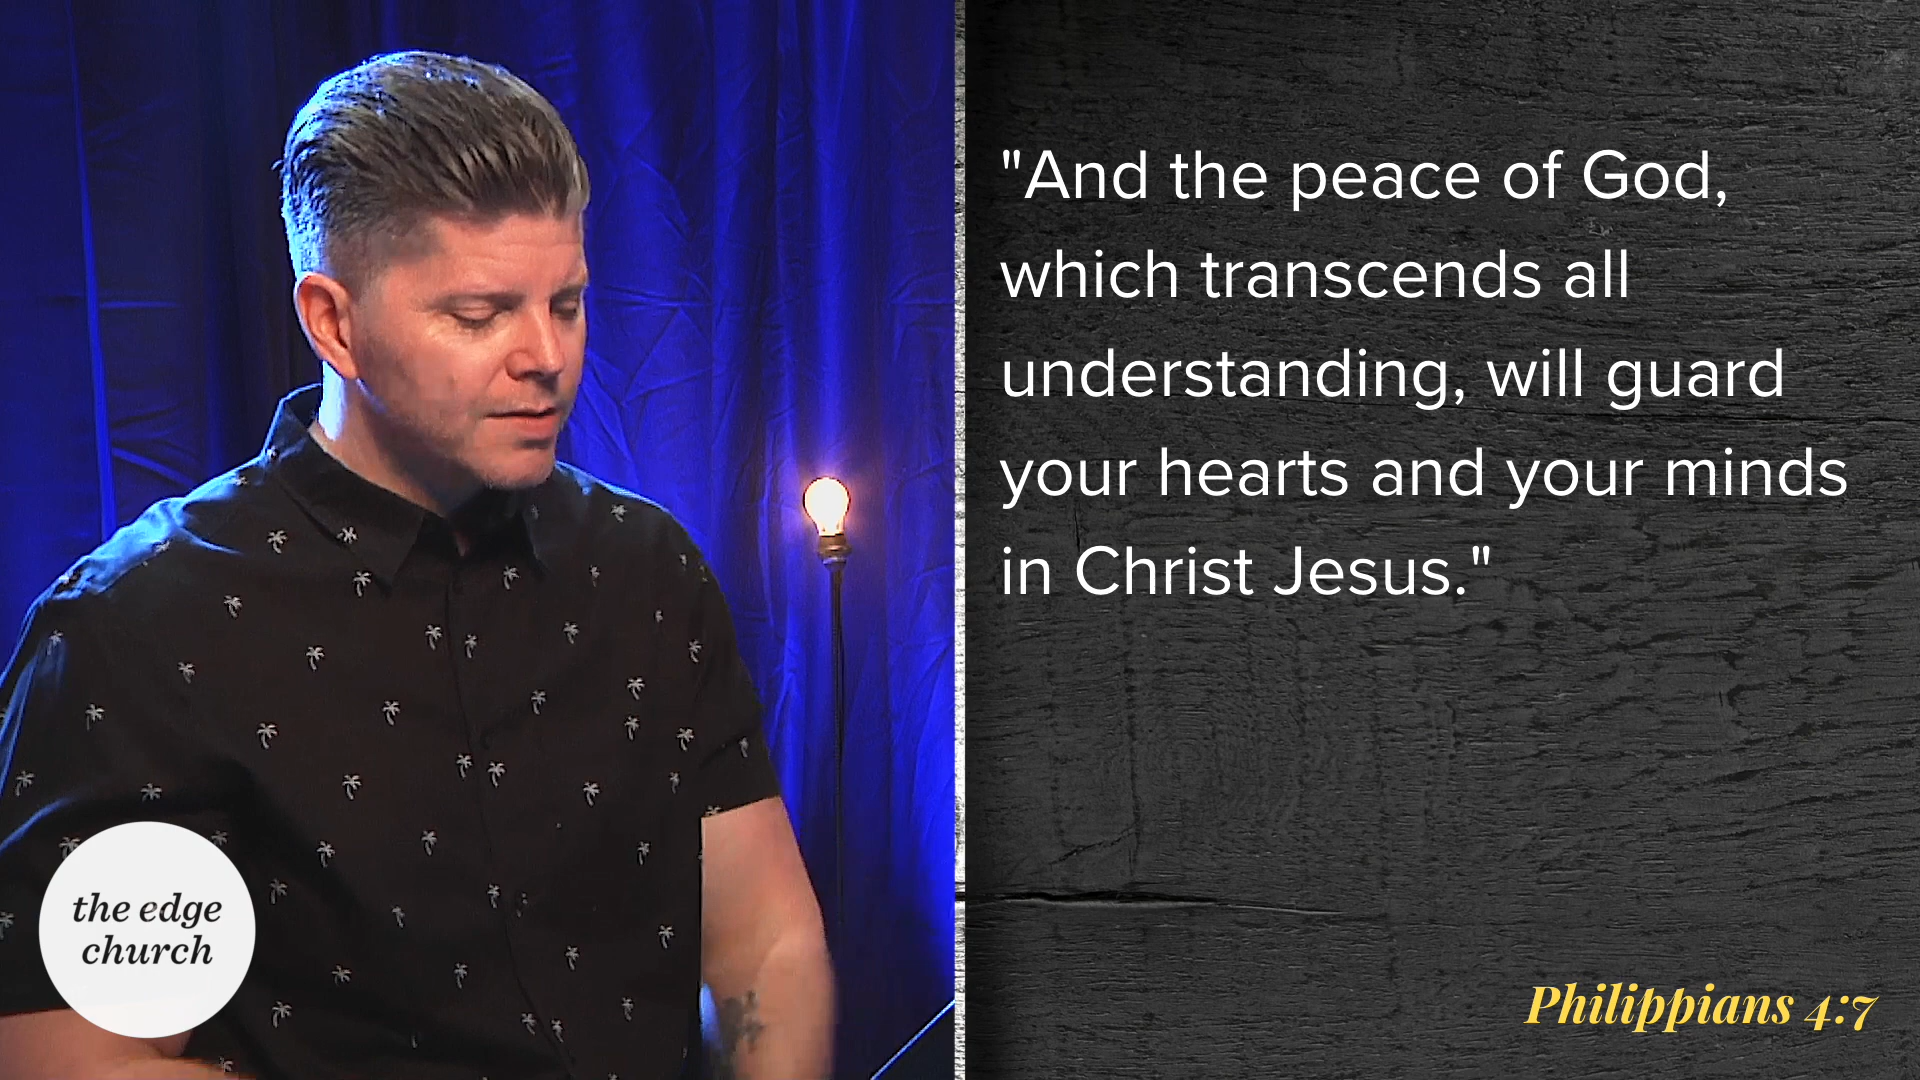 "And the peace of God,
which transcends all
understanding, will guard
your hearts and your minds
in Christ Jesus."
Philippians 4:7
the edge
church